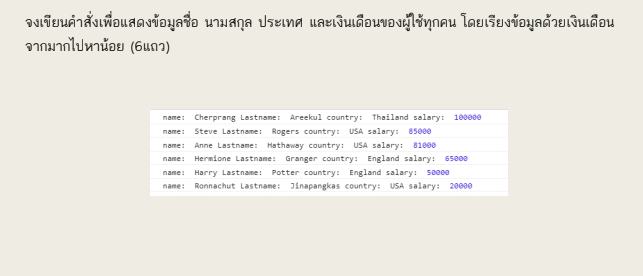 จงเขียนคำสั่งเพื่อแสดงข้อมูลชื่อ นามสกุล ประเทศ และเงินเดือนของผู้ใช้ทุกคน โดยเรียงข้อมูลด้วยเงินเดือน
จากมากไปหาน้อย (6แถว)
name: Cherprang Lastname: Areekul country: Thailand salary: 100000
name: Steve Lastname: Rogers country: USA salary: 85000
name: Anne Lastname: Hathaway country: USA salary: 81000
name: Hermione Lastname: Granger country: England salary: 65000
name: Harry Lastname: Potter country: England salary: 50000
name: Ronnachut Lastname: Jinapangkas country: USA salary: 20000